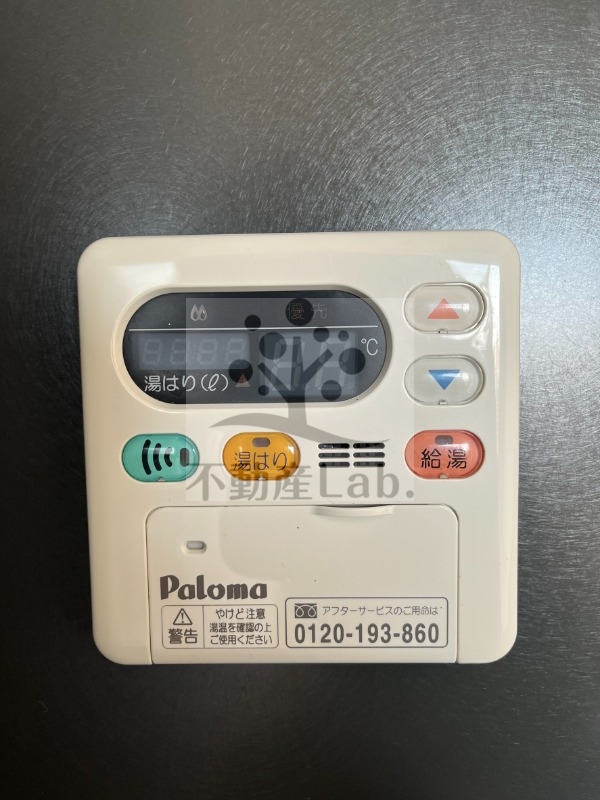 優先
℃
湯はり(ℓ)
湯はり
給湯
不動産Lab.
Paloma
警告
やけど注意
湯温を確認の上
ご使用ください
アフターサービスのご用命は
0120-193-860